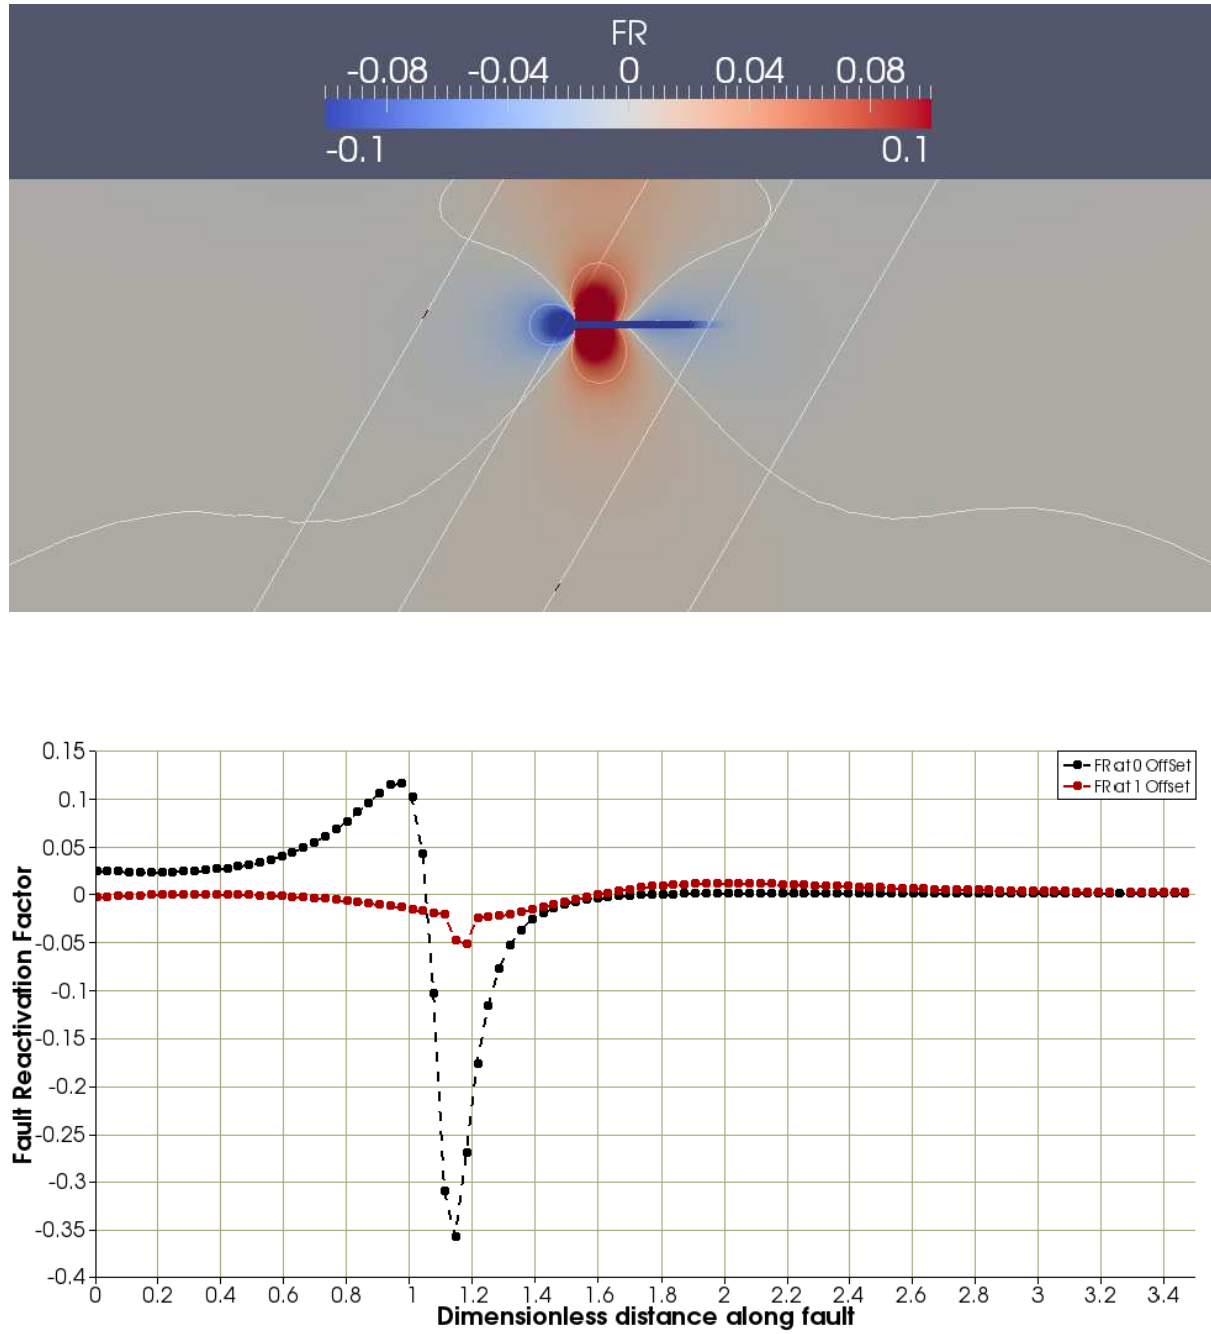 FR
-0.08 -0.04 0 0.04 0.08
-0.1 0.1
0.15
0.1
0.05
0
-0.05
-0.1
-0.15
-0.2
-0.25
-0.3
-0.35
-0.4
Fault Reactivation Factor
FR at 0 OffSet
FR at 1 Offset
0 0.2 0.4 0.6 0.8 1 1.2 1.4 1.6 1.8 2 2.2 2.4 2.6 2.8 3 3.2 3.4
Dimensionless distance along fault